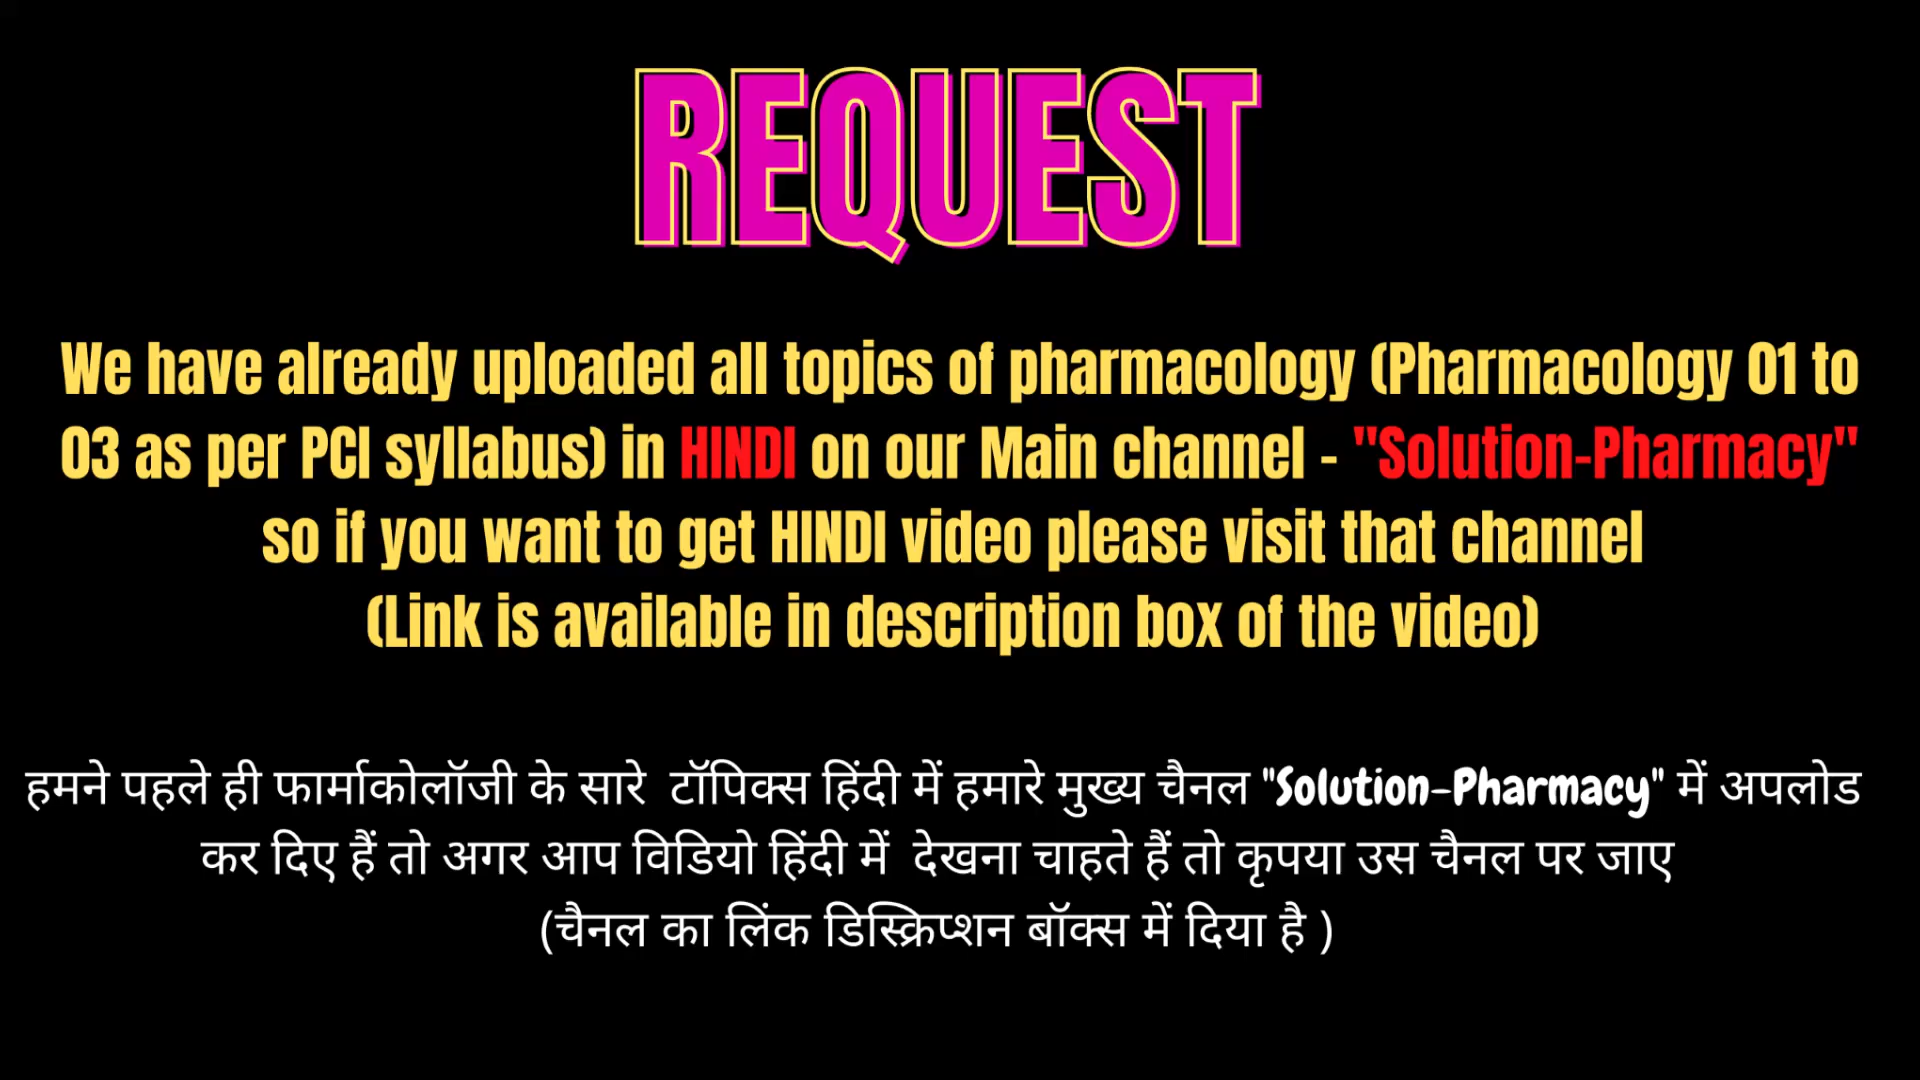 REQUEST
We have already uploaded all topics of pharmacology (Pharmacology 01 to
03 as per PCI syllabus) in HINDI on our Main channel - "Solution-Pharmacy"
so if you want to get HINDI video please visit that channel
(Link is available in description box of the video)
हमने पहले ही फार्माकोलॉजी के सारे टॉपिक्स हिंदी में हमारे मुख्य चैनल "Solution-Pharmacy" में अपलोड
कर दिए हैं तो अगर आप विडियो हिंदी में देखना चाहते हैं तो कृपया उस चैनल पर जाए
(चैनल का लिंक डिस्क्रिप्शन बॉक्स में दिया है )